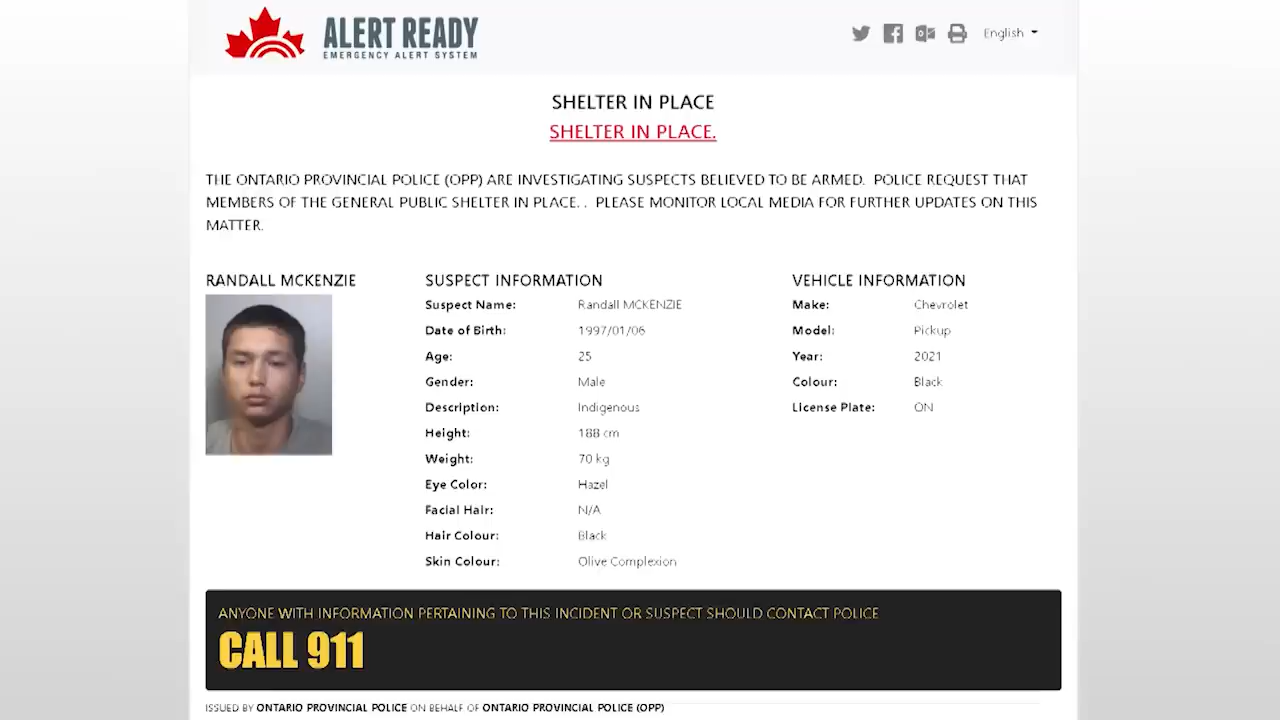 ALERT READY
EMERGENCY ALERT SYSTEM
English
SHELTER IN PLACE
SHELTER IN PLACE.
THE ONTARIO PROVINCIAL POLICE (OPP) ARE INVESTIGATING SUSPECTS BELIEVED TO BE ARMED. POLICE REQUEST THAT
MEMBERS OF THE GENERAL PUBLIC SHELTER IN PLACE. . PLEASE MONITOR LOCAL MEDIA FOR FURTHER UPDATES ON THIS
MATTER.
RANDALL MCKENZIE
SUSPECT INFORMATION
Suspect Name: Randall MCKENZIE
Date of Birth: 1997/01/06
Age: 25
Gender: Male
Description: Indigenous
Height: 188 cm
Weight: 70 kg
Eye Color: Hazel
Facial Hair: N/A
Hair Colour: Black
Skin Colour: Olive Complexion
VEHICLE INFORMATION
Make: Chevrolet
Model: Pickup
Year: 2021
Colour: Black
License Plate: ON
ANYONE WITH INFORMATION PERTAINING TO THIS INCIDENT OR SUSPECT SHOULD CONTACT POLICE
CALL 911
ISSUED BY ONTARIO PROVINCIAL POLICE ON BEHALF OF ONTARIO PROVINCIAL POLICE (OPP)